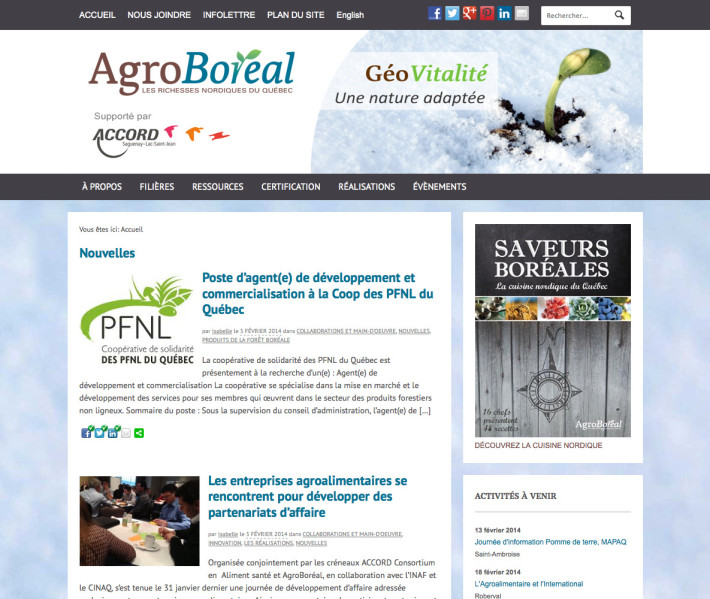 ACCUEIL NOUS JOINDRE INFOLETTRE PLAN DU SITE English
Rechercher...
AgroBoréal
LES RICHESSES NORDIQUES DU QUÉBEC
Supporté par
ACCORD
Saguenay–Lac-Saint-Jean
GéoVitalité
Une nature adaptée
À PROPOS FILIÈRES RESSOURCES CERTIFICATION RÉALISATIONS ÉVÈNEMENTS
Vous êtes ici: Accueil
Nouvelles
PFNL
Coopérative de solidarité
DES PFNL DU QUÉBEC
Poste d'agent(e) de développement et
commercialisation à la Coop des PFNL du
Québec
par isabelle le 5 FÉVRIER 2014 dans COLLABORATIONS ET MAIN-D'OEUVRE, NOUVELLES,
PRODUITS DE LA FORÊT BORÉALE
La coopérative de solidarité des PFNL du Québec est
présentement à la recherche d'un(e) : Agent(e) de
développement et commercialisation La coopérative se spécialise dans la mise en marché et le
développement des services pour ses membres qui œuvrent dans le secteur des produits forestiers
non ligneux. Sommaire du poste : Sous la supervision du conseil d'administration, l'agent(e) de [...]
Les entreprises agroalimentaires se
rencontrent pour développer des
partenariats d'affaire
par isabelle le 5 FÉVRIER 2014 dans COLLABORATIONS ET MAIN-D'OEUVRE,
INNOVATION, LES RÉALISATIONS, NOUVELLES
Organisée conjointement par les créneaux ACCORD Consortium
en Aliment santé et AgroBoréal, en collaboration avec l'INAF et
le CINAQ, s'est tenue le 31 janvier dernier une journée de développement d'affaire adressée
SAVEURS
BORÉALES
La cuisine nordique du Québec
16 chefs
présentent
48 recettes
AgroBoréal
DÉCOUVREZ LA CUISINE NORDIQUE
ACTIVITÉS À VENIR
13 février 2014
Journée d'information Pomme de terre, MAPAQ
Saint-Ambroise
18 février 2014
L'Agroalimentaire et l'International
Roberval